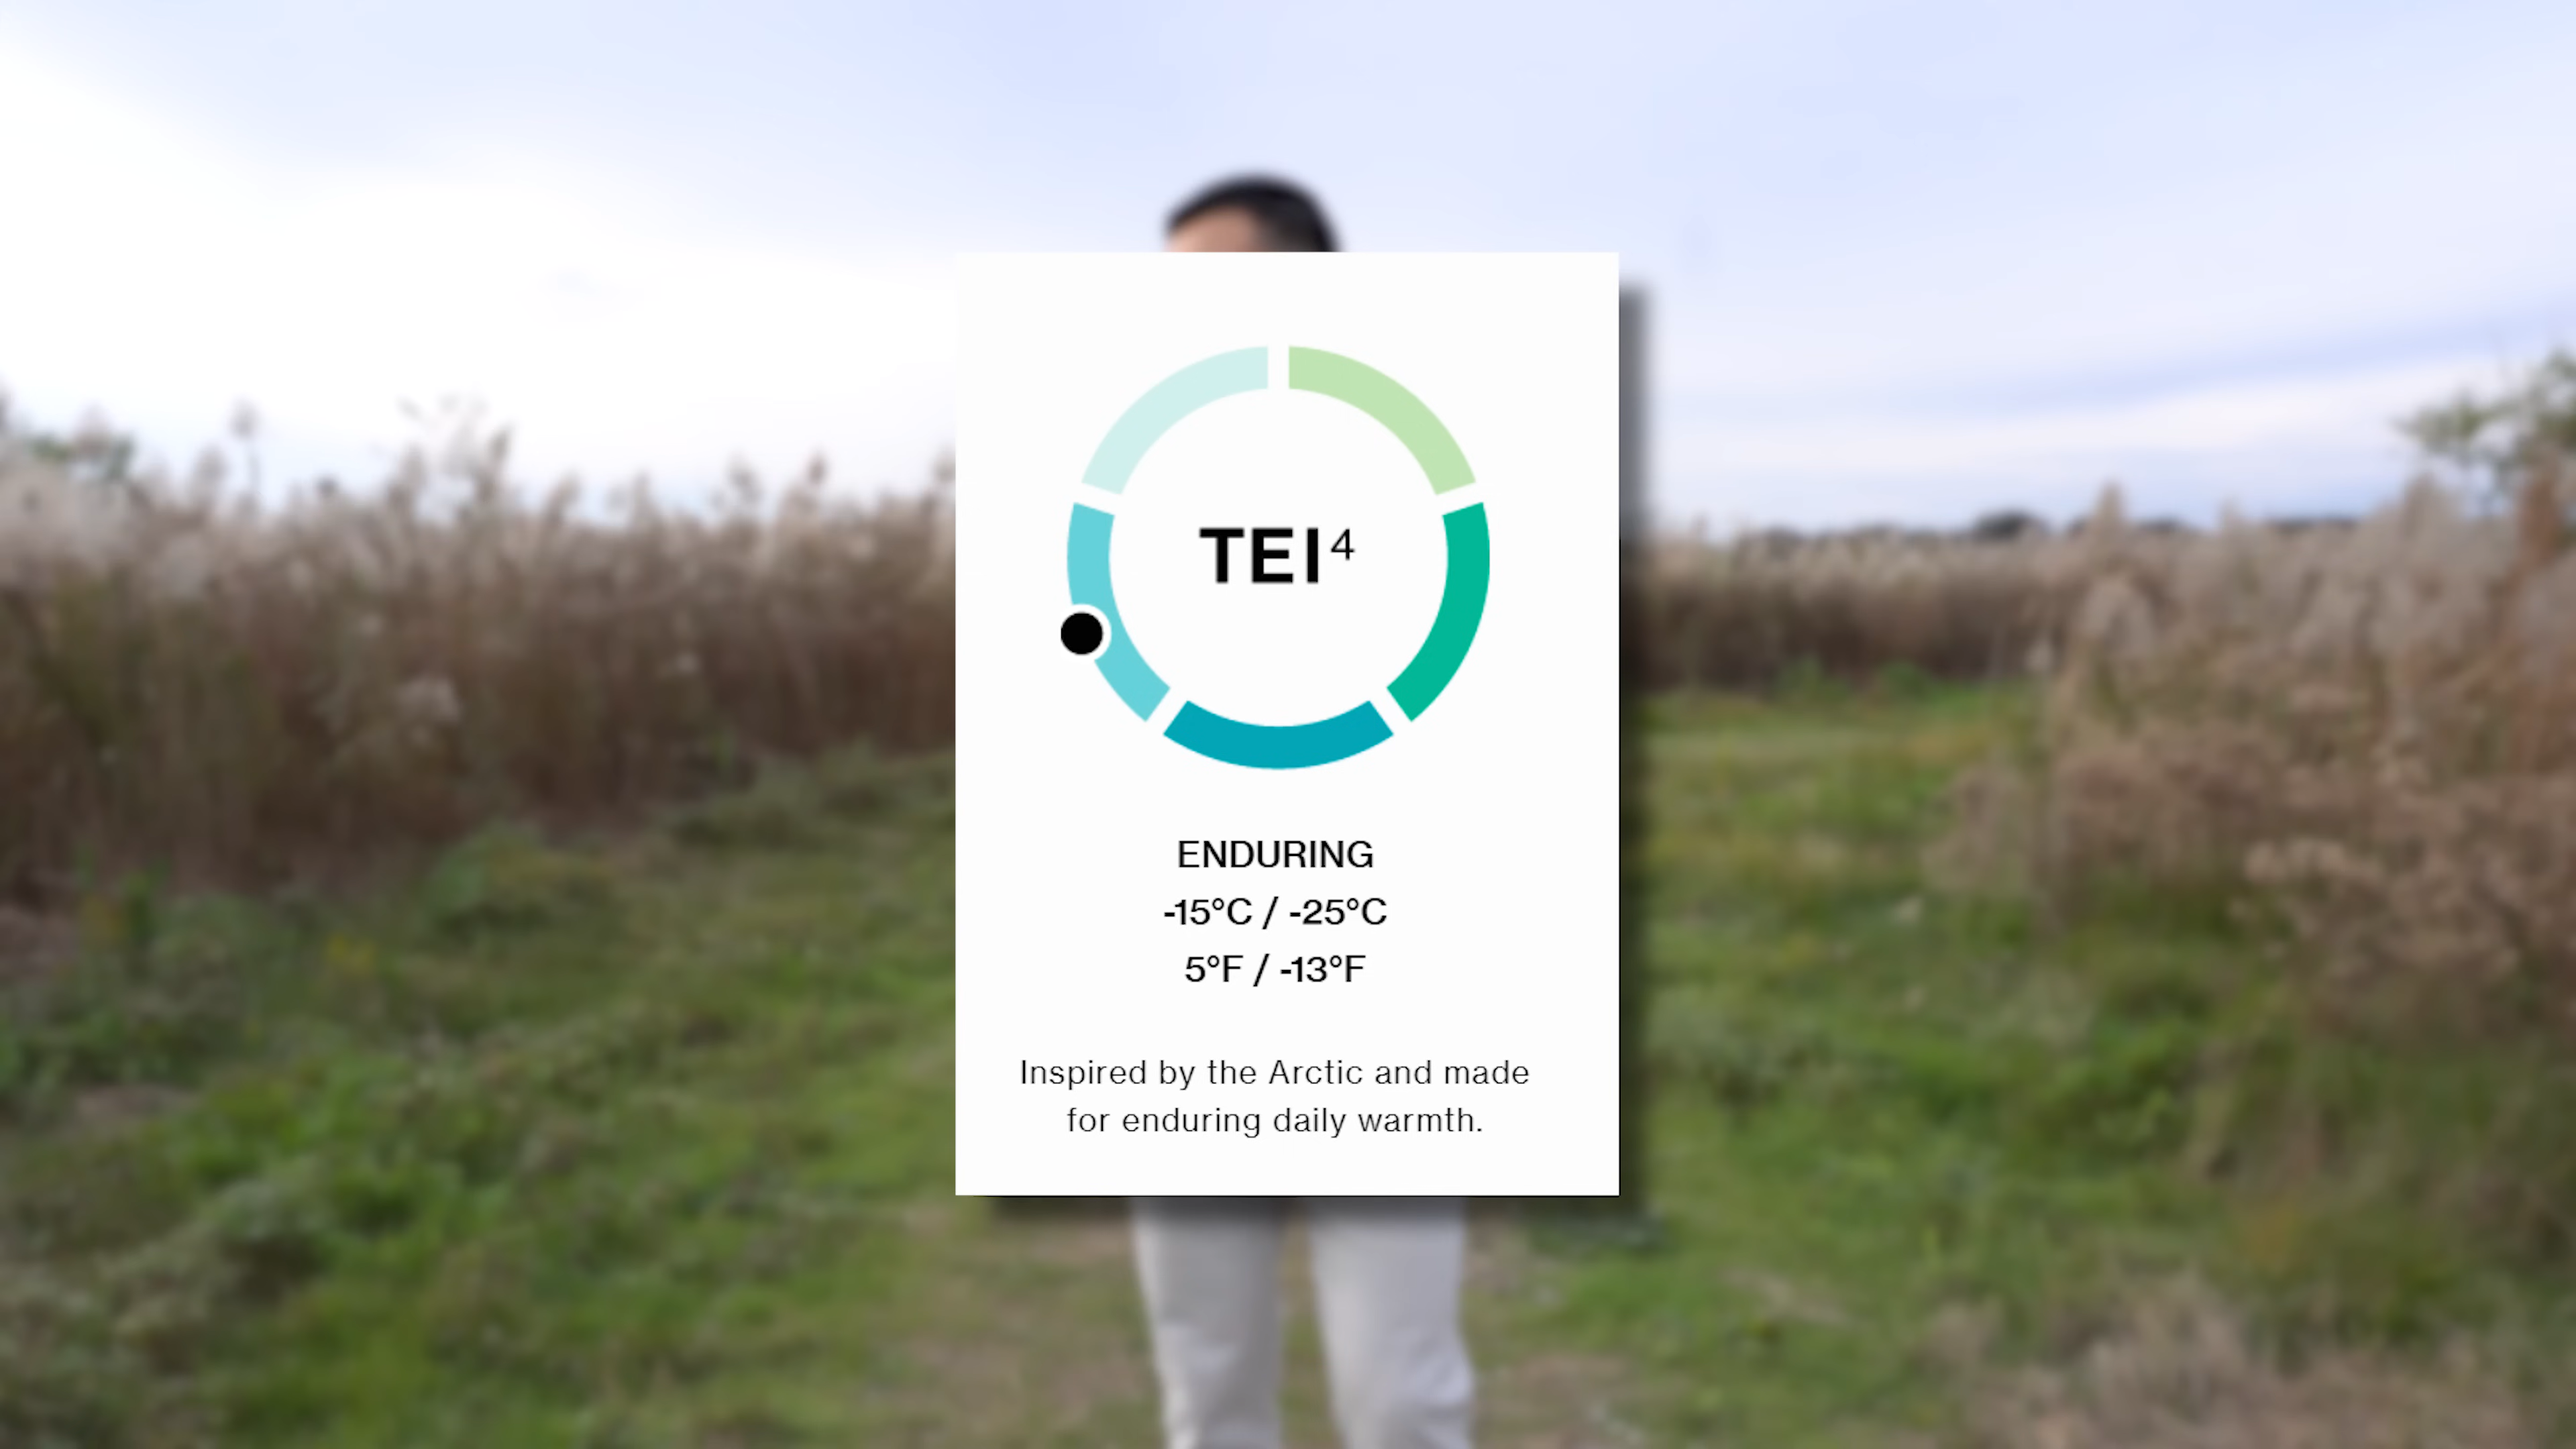 TEI⁴
ENDURING
-15°C / -25°C
5°F / -13°F
Inspired by the Arctic and made
for enduring daily warmth.